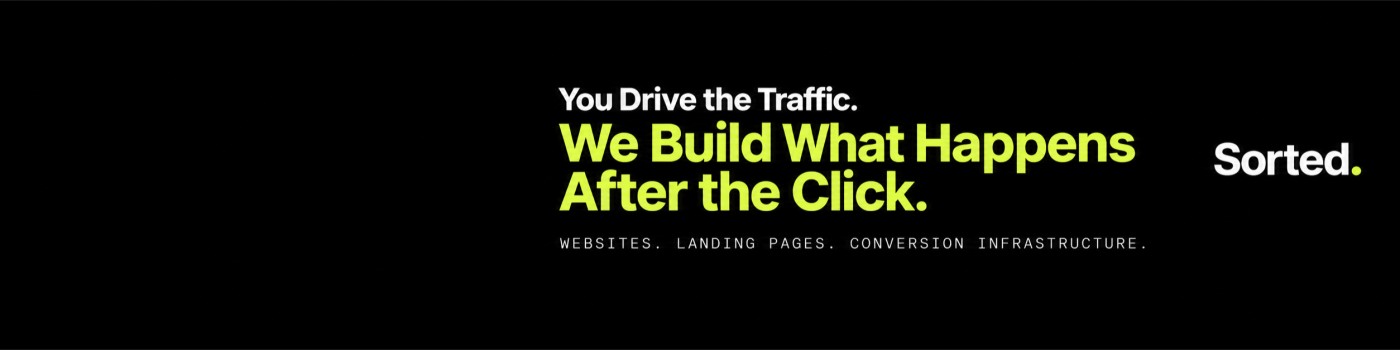 You Drive the Traffic.
We Build What Happens
After the Click.
WEBSITES. LANDING PAGES. CONVERSION INFRASTRUCTURE.
Sorted.